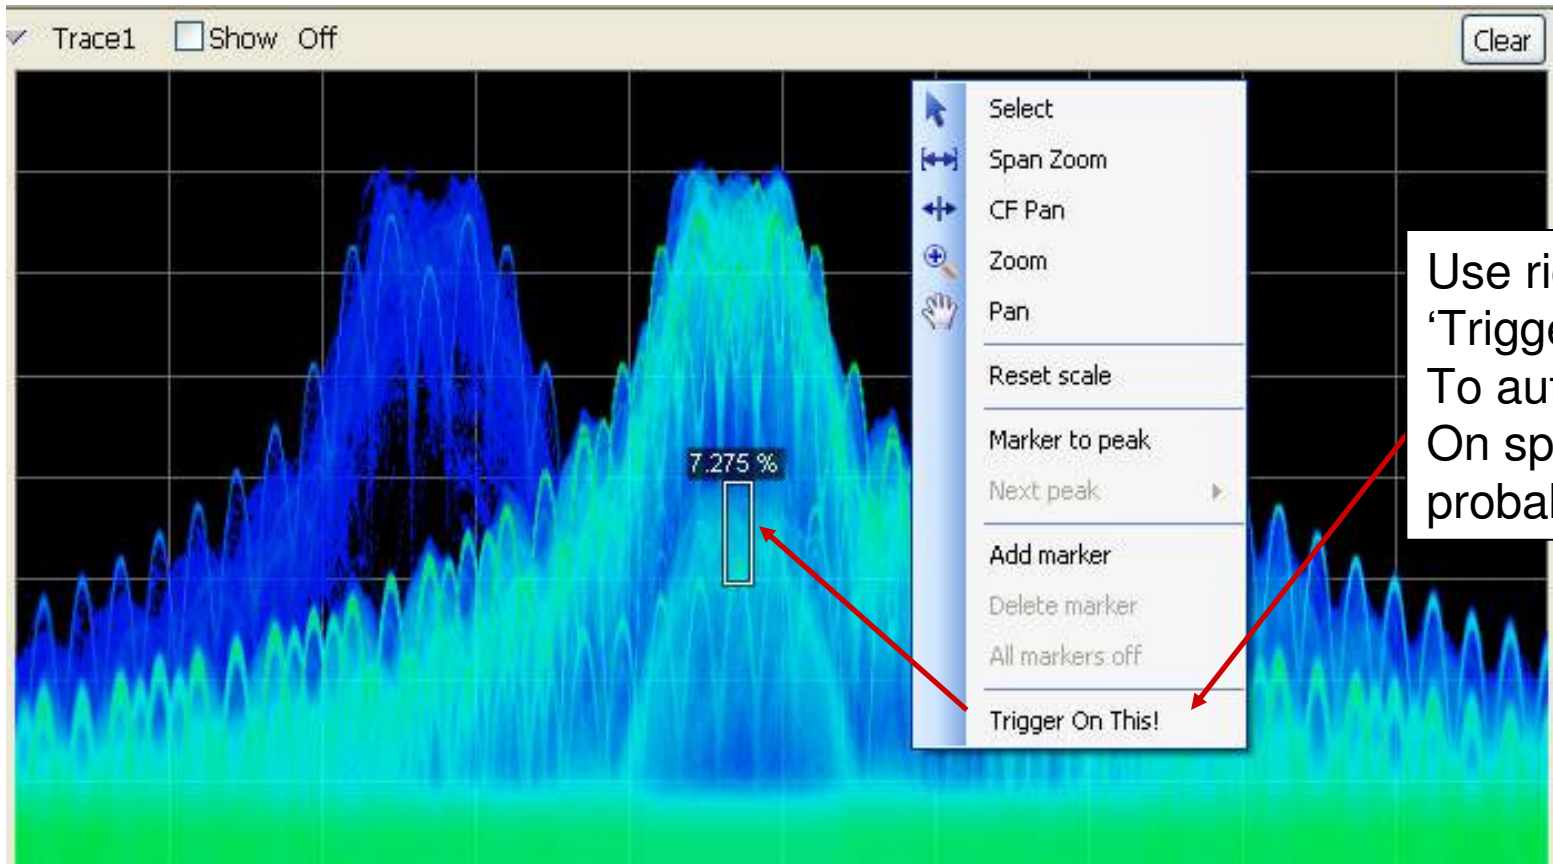 Trace1 Show Off Clear
Select
Span Zoom
CF Pan
Zoom
Pan
Reset scale
Marker to peak
Next peak
Add marker
Delete marker
All markers off
Trigger On This!
7.275 %
Use ri
‘Trigge
To aut
On sp
probal